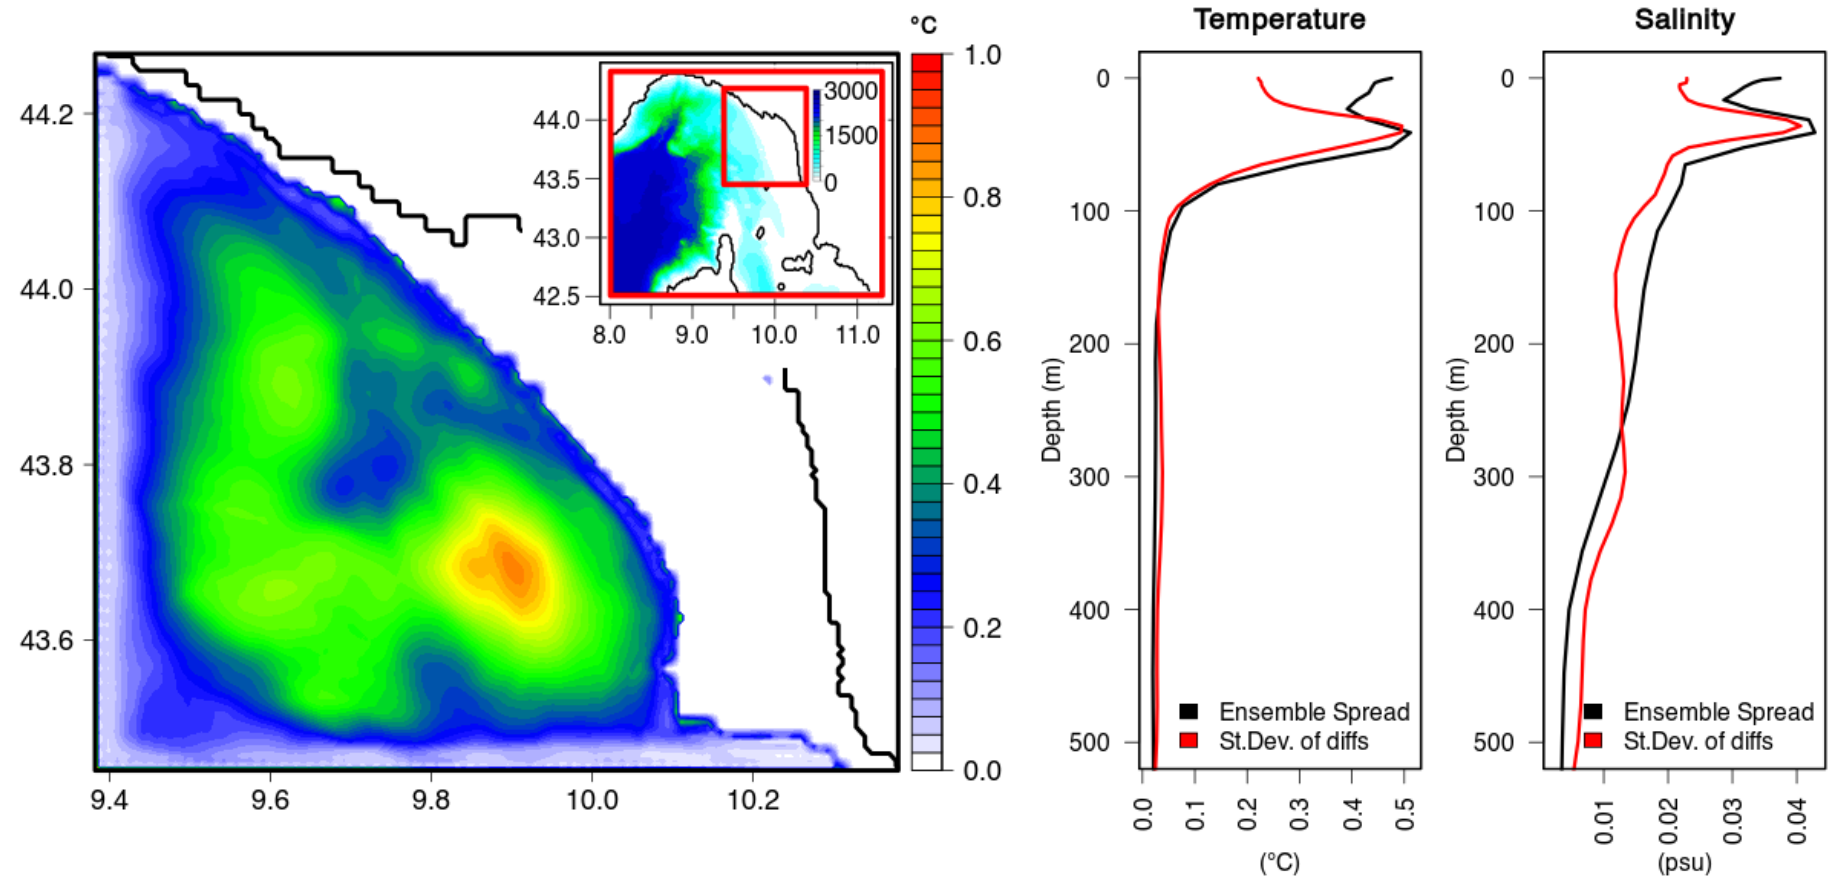 °C
44.2
44.0
43.8
43.6
9.4 9.6 9.8 10.0 10.2
1.0
0.8
0.6
0.4
0.2
0.0
44.0
43.5
43.0
42.5
8.0 9.0 10.0 11.0
3000
1500
0
Temperature
0
100
200
300
400
500
Depth (m)
Ensemble Spread
St.Dev. of diffs
0.0 0.1 0.2 0.3 0.4 0.5
(°C)
Salinity
0
100
200
300
400
500
Depth (m)
Ensemble Spread
St.Dev. of diffs
0.01 0.02 0.03 0.04
(psu)